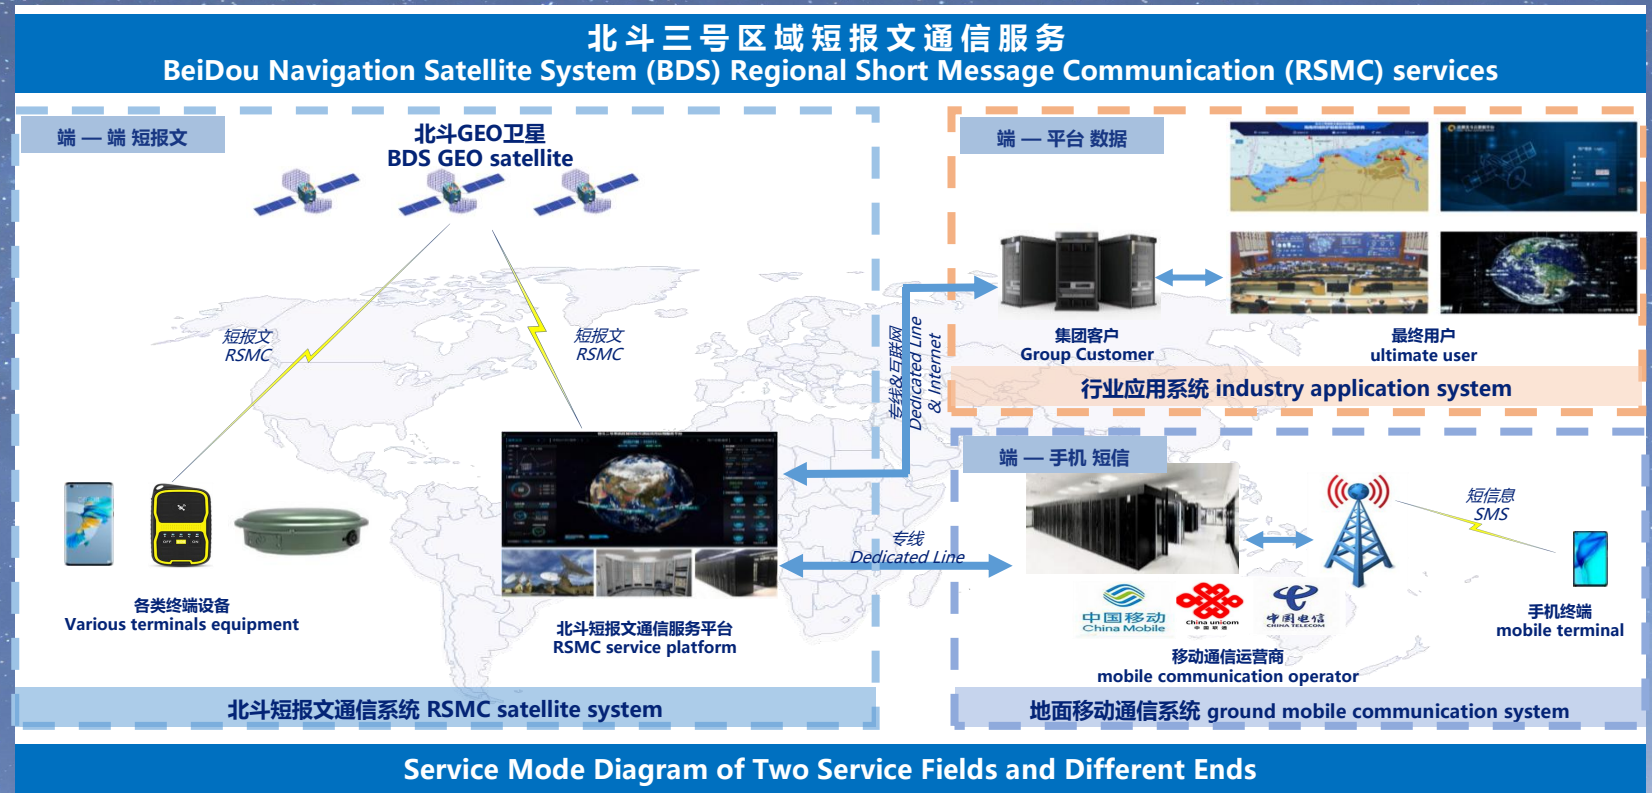 北斗三号区域短报文通信服务
BeiDou Navigation Satellite System (BDS) Regional Short Message Communication (RSMC) services
端 — 端 短报文
北斗GEO卫星
BDS GEO satellite
短报文
RSMC
短报文
RSMC
各类终端设备
Various terminals equipment
北斗短报文通信服务平台
RSMC service platform
北斗短报文通信系统 RSMC satellite system
专线&互联网
Dedicated Line
& Internet
专线
Dedicated Line
端 — 平台 数据
集团客户
Group Customer
最终用户
ultimate user
行业应用系统 industry application system
端 — 手机 短信
短信息
SMS
中国移动
China Mobile
China unicom
中国联通
中国电信
CHINA TELECOM
手机终端
mobile terminal
移动通信运营商
mobile communication operator
地面移动通信系统 ground mobile communication system
Service Mode Diagram of Two Service Fields and Different Ends